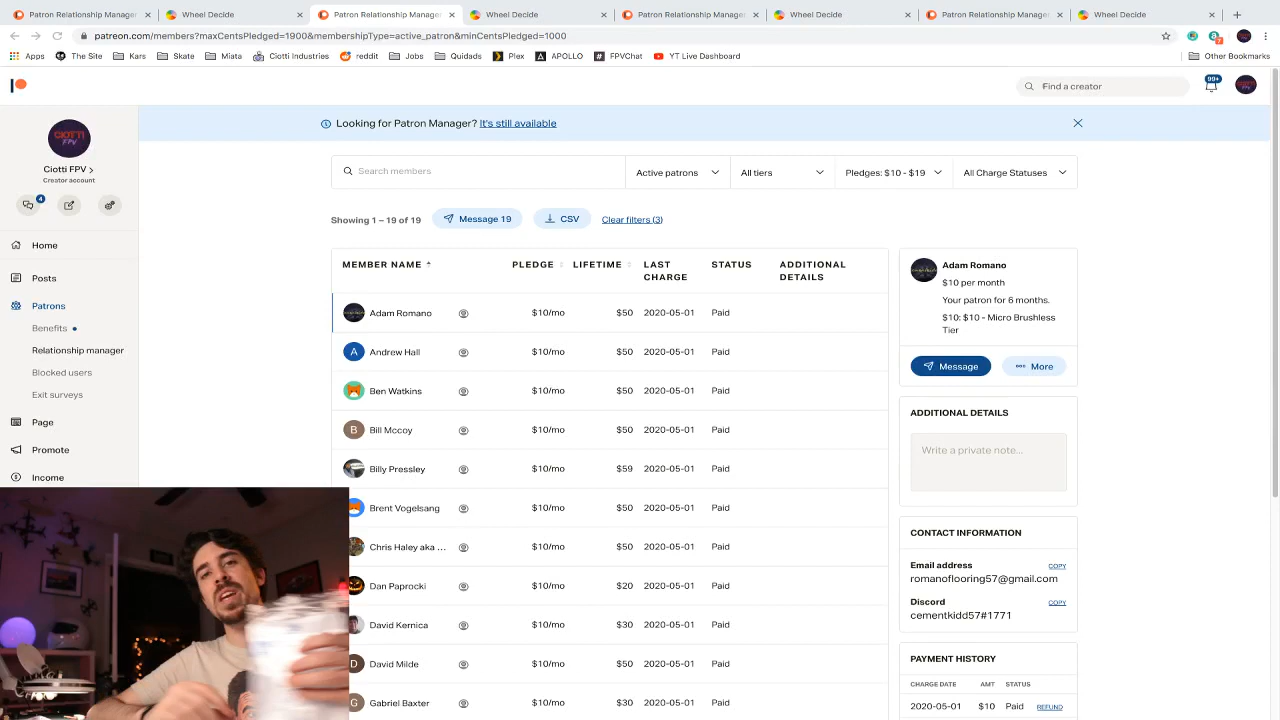 Patron Relationship Manager
Patron Relationship Manager
Wheel Decide
Patron Relationship Manager
Wheel Decide
Patron Relationship Manager
Wheel Decide
patreon.com/members?maxCentsPledged=1900&membershipType=active_patron&minCentsPledged=1000
Apps
The Site
Kars
Skate
Miata
Ciotti Industries
reddit
Jobs
Quidads
Plex
APOLLO
FPVChat
YT Live Dashboard
Other Bookmarks
Find a creator
99+
CIOTTI
FPV
Looking for Patron Manager? It's still available
Ciotti FPV
Creator account
4
Home
Posts
Patrons
Benefits
Relationship manager
Blocked users
Exit surveys
Page
Promote
Income
Search members
Active patrons
All tiers
Pledges: $10 - $19
All Charge Statuses
Showing 1 – 19 of 19
Message 19
CSV
Clear filters (3)
MEMBER NAME PLEDGE LIFETIME LAST CHARGE STATUS ADDITIONAL DETAILS
Adam Romano $10/mo $50 2020-05-01 Paid
A Andrew Hall $10/mo $50 2020-05-01 Paid
Ben Watkins $10/mo $50 2020-05-01 Paid
B Bill Mccoy $10/mo $50 2020-05-01 Paid
Billy Pressley $10/mo $59 2020-05-01 Paid
Brent Vogelsang $10/mo $50 2020-05-01 Paid
Chris Haley aka ... $10/mo $50 2020-05-01 Paid
Dan Paprocki $10/mo $20 2020-05-01 Paid
David Kernica $10/mo $30 2020-05-01 Paid
D David Milde $10/mo $50 2020-05-01 Paid
G Gabriel Baxter $10/mo $30 2020-05-01 Paid
Adam Romano
$10 per month
Your patron for 6 months.
$10: $10 - Micro Brushless
Tier
Message
More
ADDITIONAL DETAILS
Write a private note...
CONTACT INFORMATION
Email address COPY
romanoflooring57@gmail.com
Discord COPY
cementkidd57#1771
PAYMENT HISTORY
CHARGE DATE AMT STATUS
2020-05-01 $10 Paid REFUND